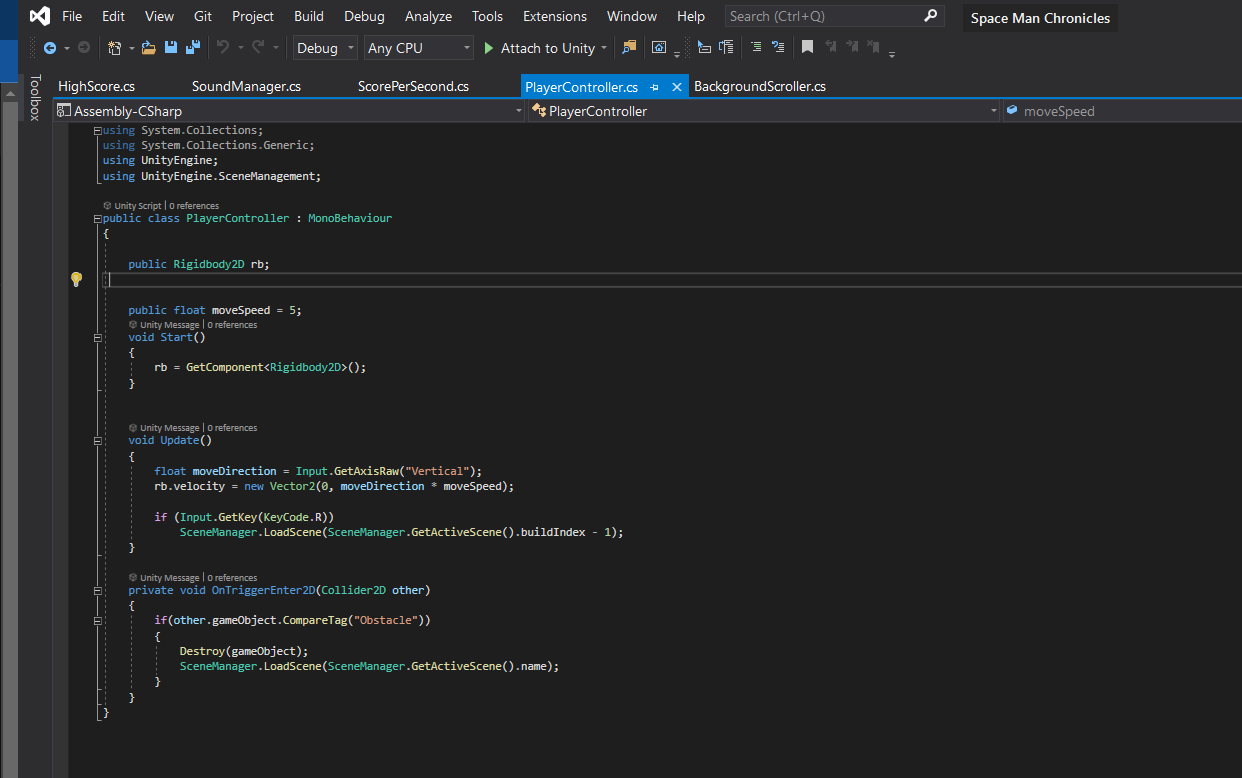 File Edit View Git Project Build Debug Analyze Tools Extensions Window Help Search (Ctrl+Q) Space Man Chronicles
Debug Any CPU Attach to Unity
Toolbox
HighScore.cs SoundManager.cs ScorePerSecond.cs PlayerController.cs BackgroundScroller.cs
Assembly-CSharp PlayerController moveSpeed
using System.Collections;
using System.Collections.Generic;
using UnityEngine;
using UnityEngine.SceneManagement;
Unity Script | 0 references
public class PlayerController : MonoBehaviour
{
public Rigidbody2D rb;
public float moveSpeed = 5;
Unity Message | 0 references
void Start()
{
rb = GetComponent<Rigidbody2D>();
}
Unity Message | 0 references
void Update()
{
float moveDirection = Input.GetAxisRaw("Vertical");
rb.velocity = new Vector2(0, moveDirection * moveSpeed);
if (Input.GetKey(KeyCode.R))
SceneManager.LoadScene(SceneManager.GetActiveScene().buildIndex - 1);
}
Unity Message | 0 references
private void OnTriggerEnter2D(Collider2D other)
{
if(other.gameObject.CompareTag("Obstacle"))
{
Destroy(gameObject);
SceneManager.LoadScene(SceneManager.GetActiveScene().name);
}
}
}